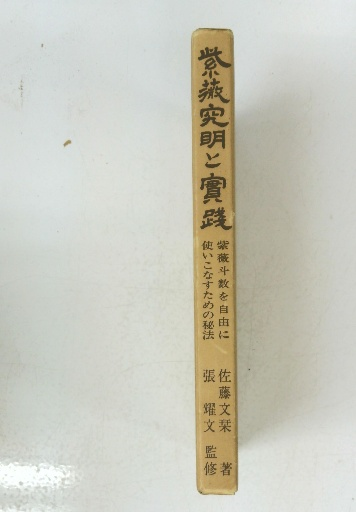 紫薇究明と實踐
紫薇斗数を自由に
使いこなすための秘法
佐藤文栞 著
張耀文 監修